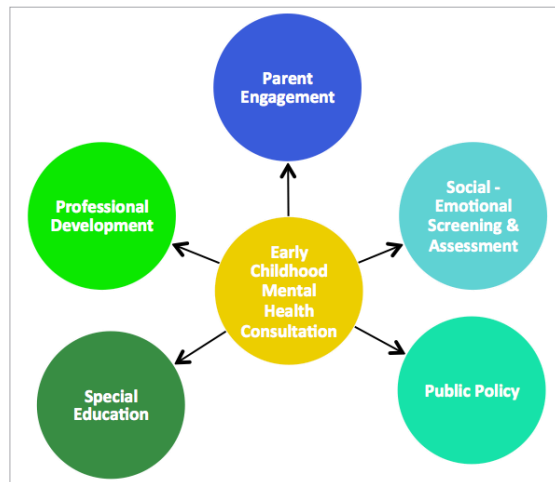 Parent
Engagement
Professional
Development
Social -
Emotional
Screening &
Assessment
Early
Childhood
Mental
Health
Consultation
Special
Education
Public Policy